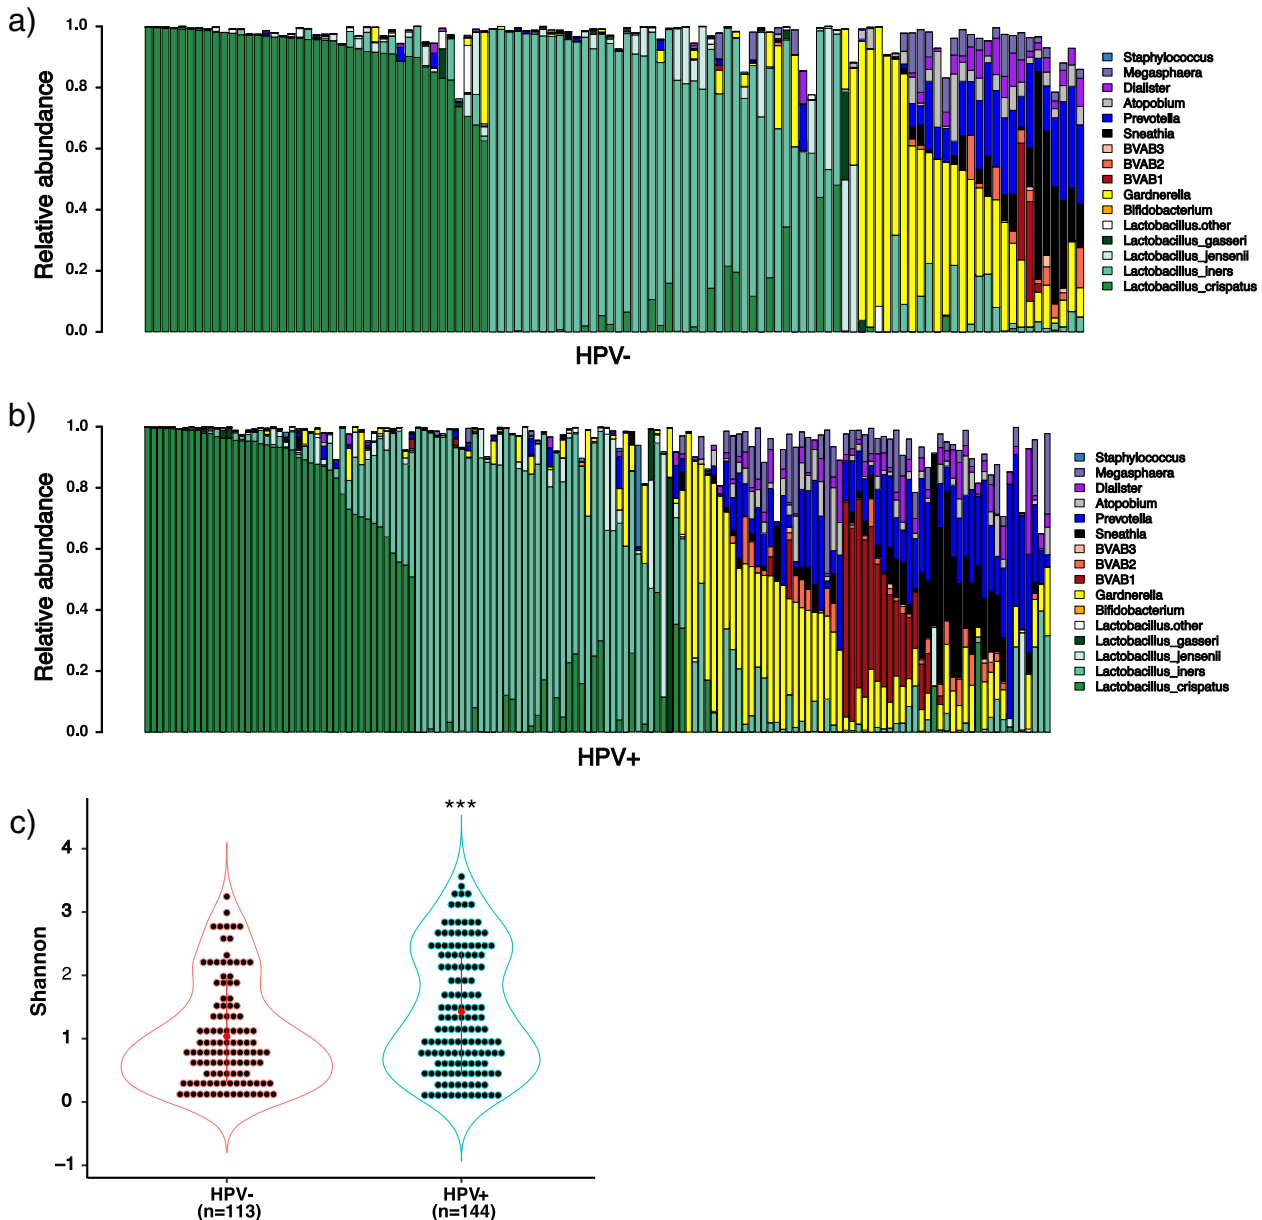 a)
1.0
0.8
0.6
0.4
0.2
0.0
Relative abundance
HPV-
Staphylococcus
Megasphaera
Dialister
Atopobium
Prevotella
Sneathia
BVAB3
BVAB2
BVAB1
Gardnerella
Bifidobacterium
Lactobacillus.other
Lactobacillus_gasseri
Lactobacillus_jensenii
Lactobacillus_iners
Lactobacillus_crispatus
b)
1.0
0.8
0.6
0.4
0.2
0.0
Relative abundance
HPV+
Staphylococcus
Megasphaera
Dialister
Atopobium
Prevotella
Sneathia
BVAB3
BVAB2
BVAB1
Gardnerella
Bifidobacterium
Lactobacillus.other
Lactobacillus_gasseri
Lactobacillus_jensenii
Lactobacillus_iners
Lactobacillus_crispatus
c)
***
4
3
2
1
0
−1
Shannon
HPV-
(n=113)
HPV+
(n=144)